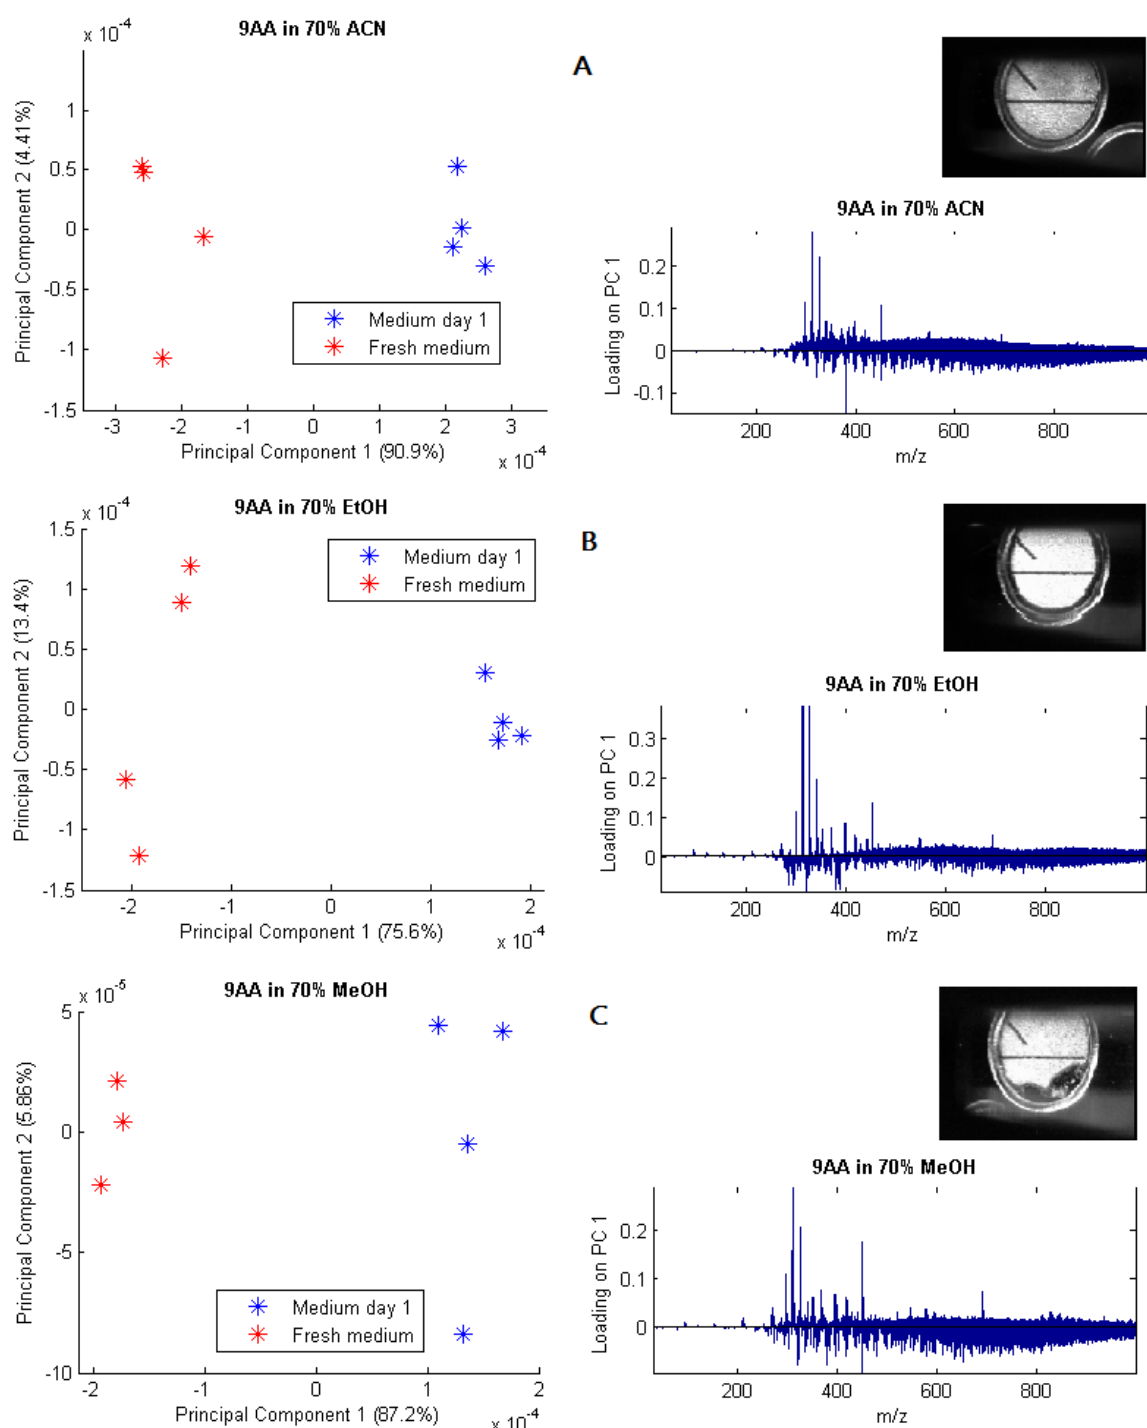 9AA in 70% ACN
x 10-4
Principal Component 2 (4.41%)
1
0.5
0
-0.5
-1
-1.5
Medium day 1
Fresh medium
-3 -2 -1 0 1 2 3
Principal Component 1 (90.9%)
x 10-4
A
9AA in 70% ACN
Loading on PC 1
0.2
0.1
0
-0.1
200 400 600 800
m/z
9AA in 70% EtOH
x 10-4
Principal Component 2 (13.4%)
1.5
1
0.5
0
-0.5
-1
-1.5
Medium day 1
Fresh medium
-2 -1 0 1 2
Principal Component 1 (75.6%)
x 10-4
B
9AA in 70% EtOH
Loading on PC 1
0.3
0.2
0.1
0
200 400 600 800
m/z
9AA in 70% MeOH
x 10-5
Principal Component 2 (5.86%)
5
0
-5
-10
Medium day 1
Fresh medium
-2 -1 0 1 2
Principal Component 1 (87.2%)
x 10-4
C
9AA in 70% MeOH
Loading on PC 1
0.2
0.1
0
200 400 600 800
m/z